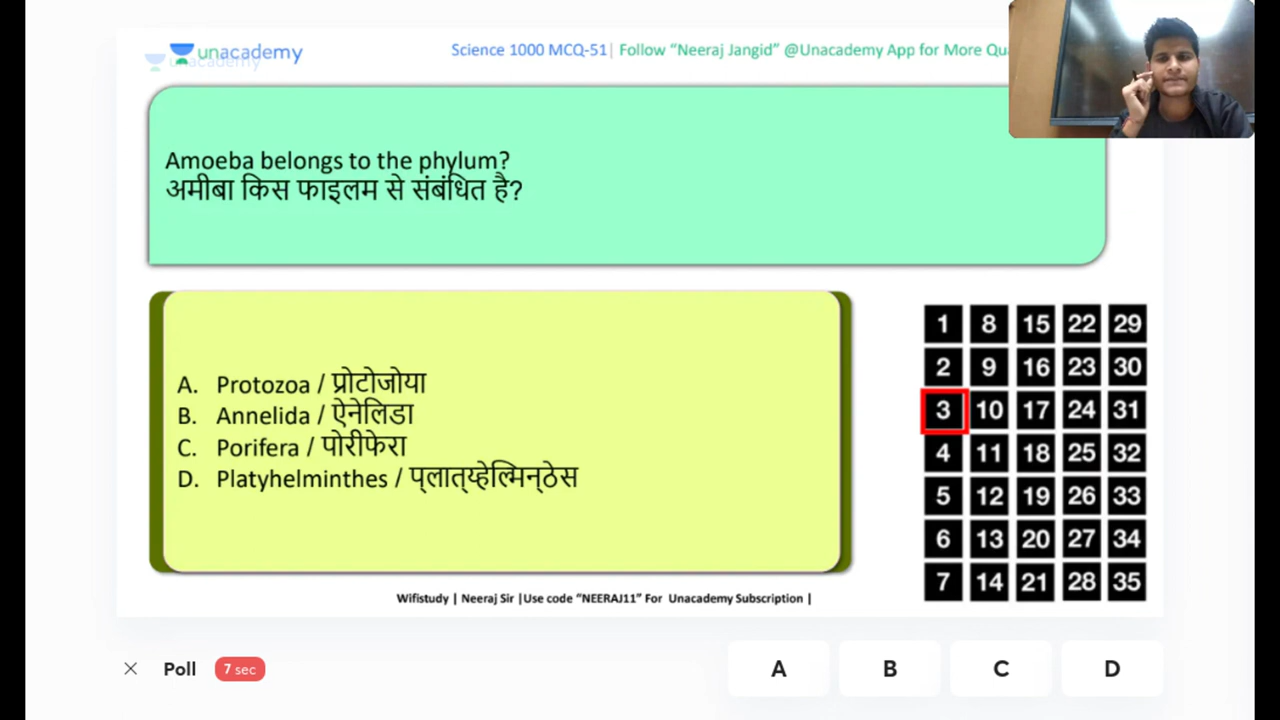 unacademy
Science 1000 MCQ-51| Follow “Neeraj Jangid” @Unacademy App for More
Amoeba belongs to the phylum?
अमीबा किस फाइलम से संबंधित है?
A. Protozoa / प्रोटोजोया
B. Annelida / ऐनेलिडा
C. Porifera / पोरीफेरा
D. Platyhelminthes / प्लात्य्हेल्मिन्ठेस
1 8 15 22 29
2 9 16 23 30
3 10 17 24 31
4 11 18 25 32
5 12 19 26 33
6 13 20 27 34
7 14 21 28 35
Wifistudy | Neeraj Sir |Use code “NEERAJ11” For Unacademy Subscription |
× Poll 7 sec A B C D